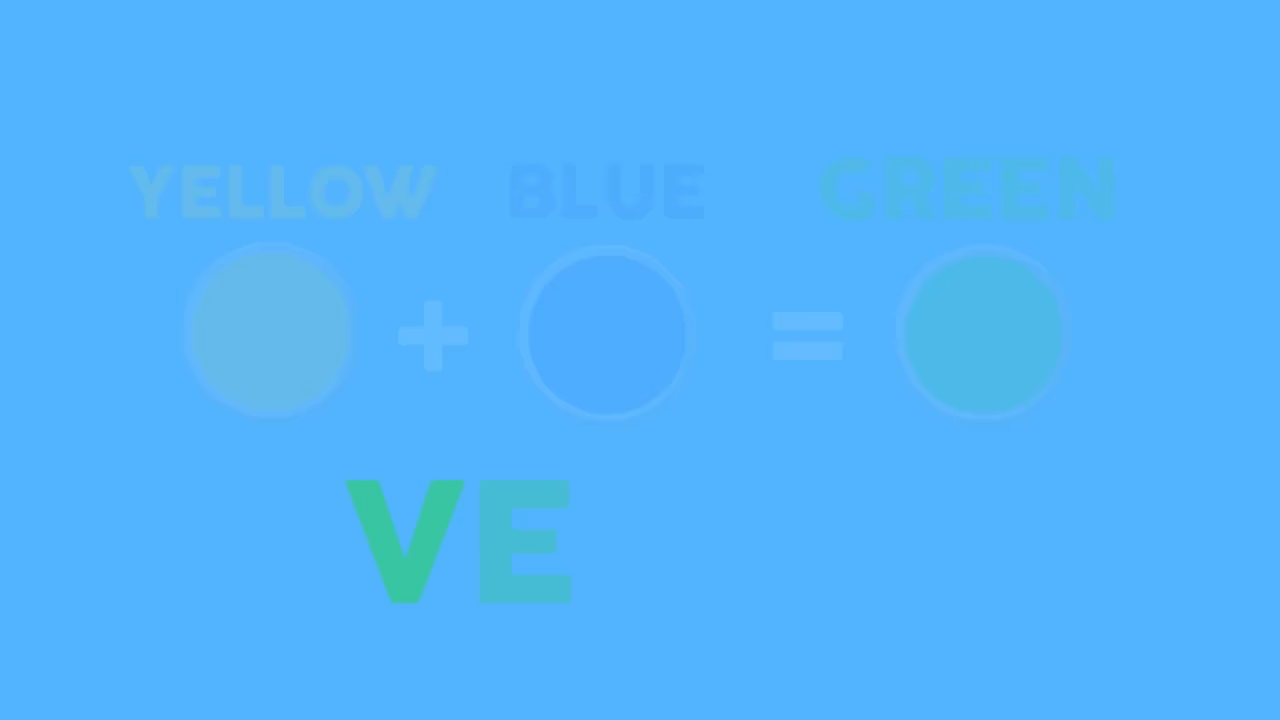 YELLOW BLUE GREEN
+ =
VE